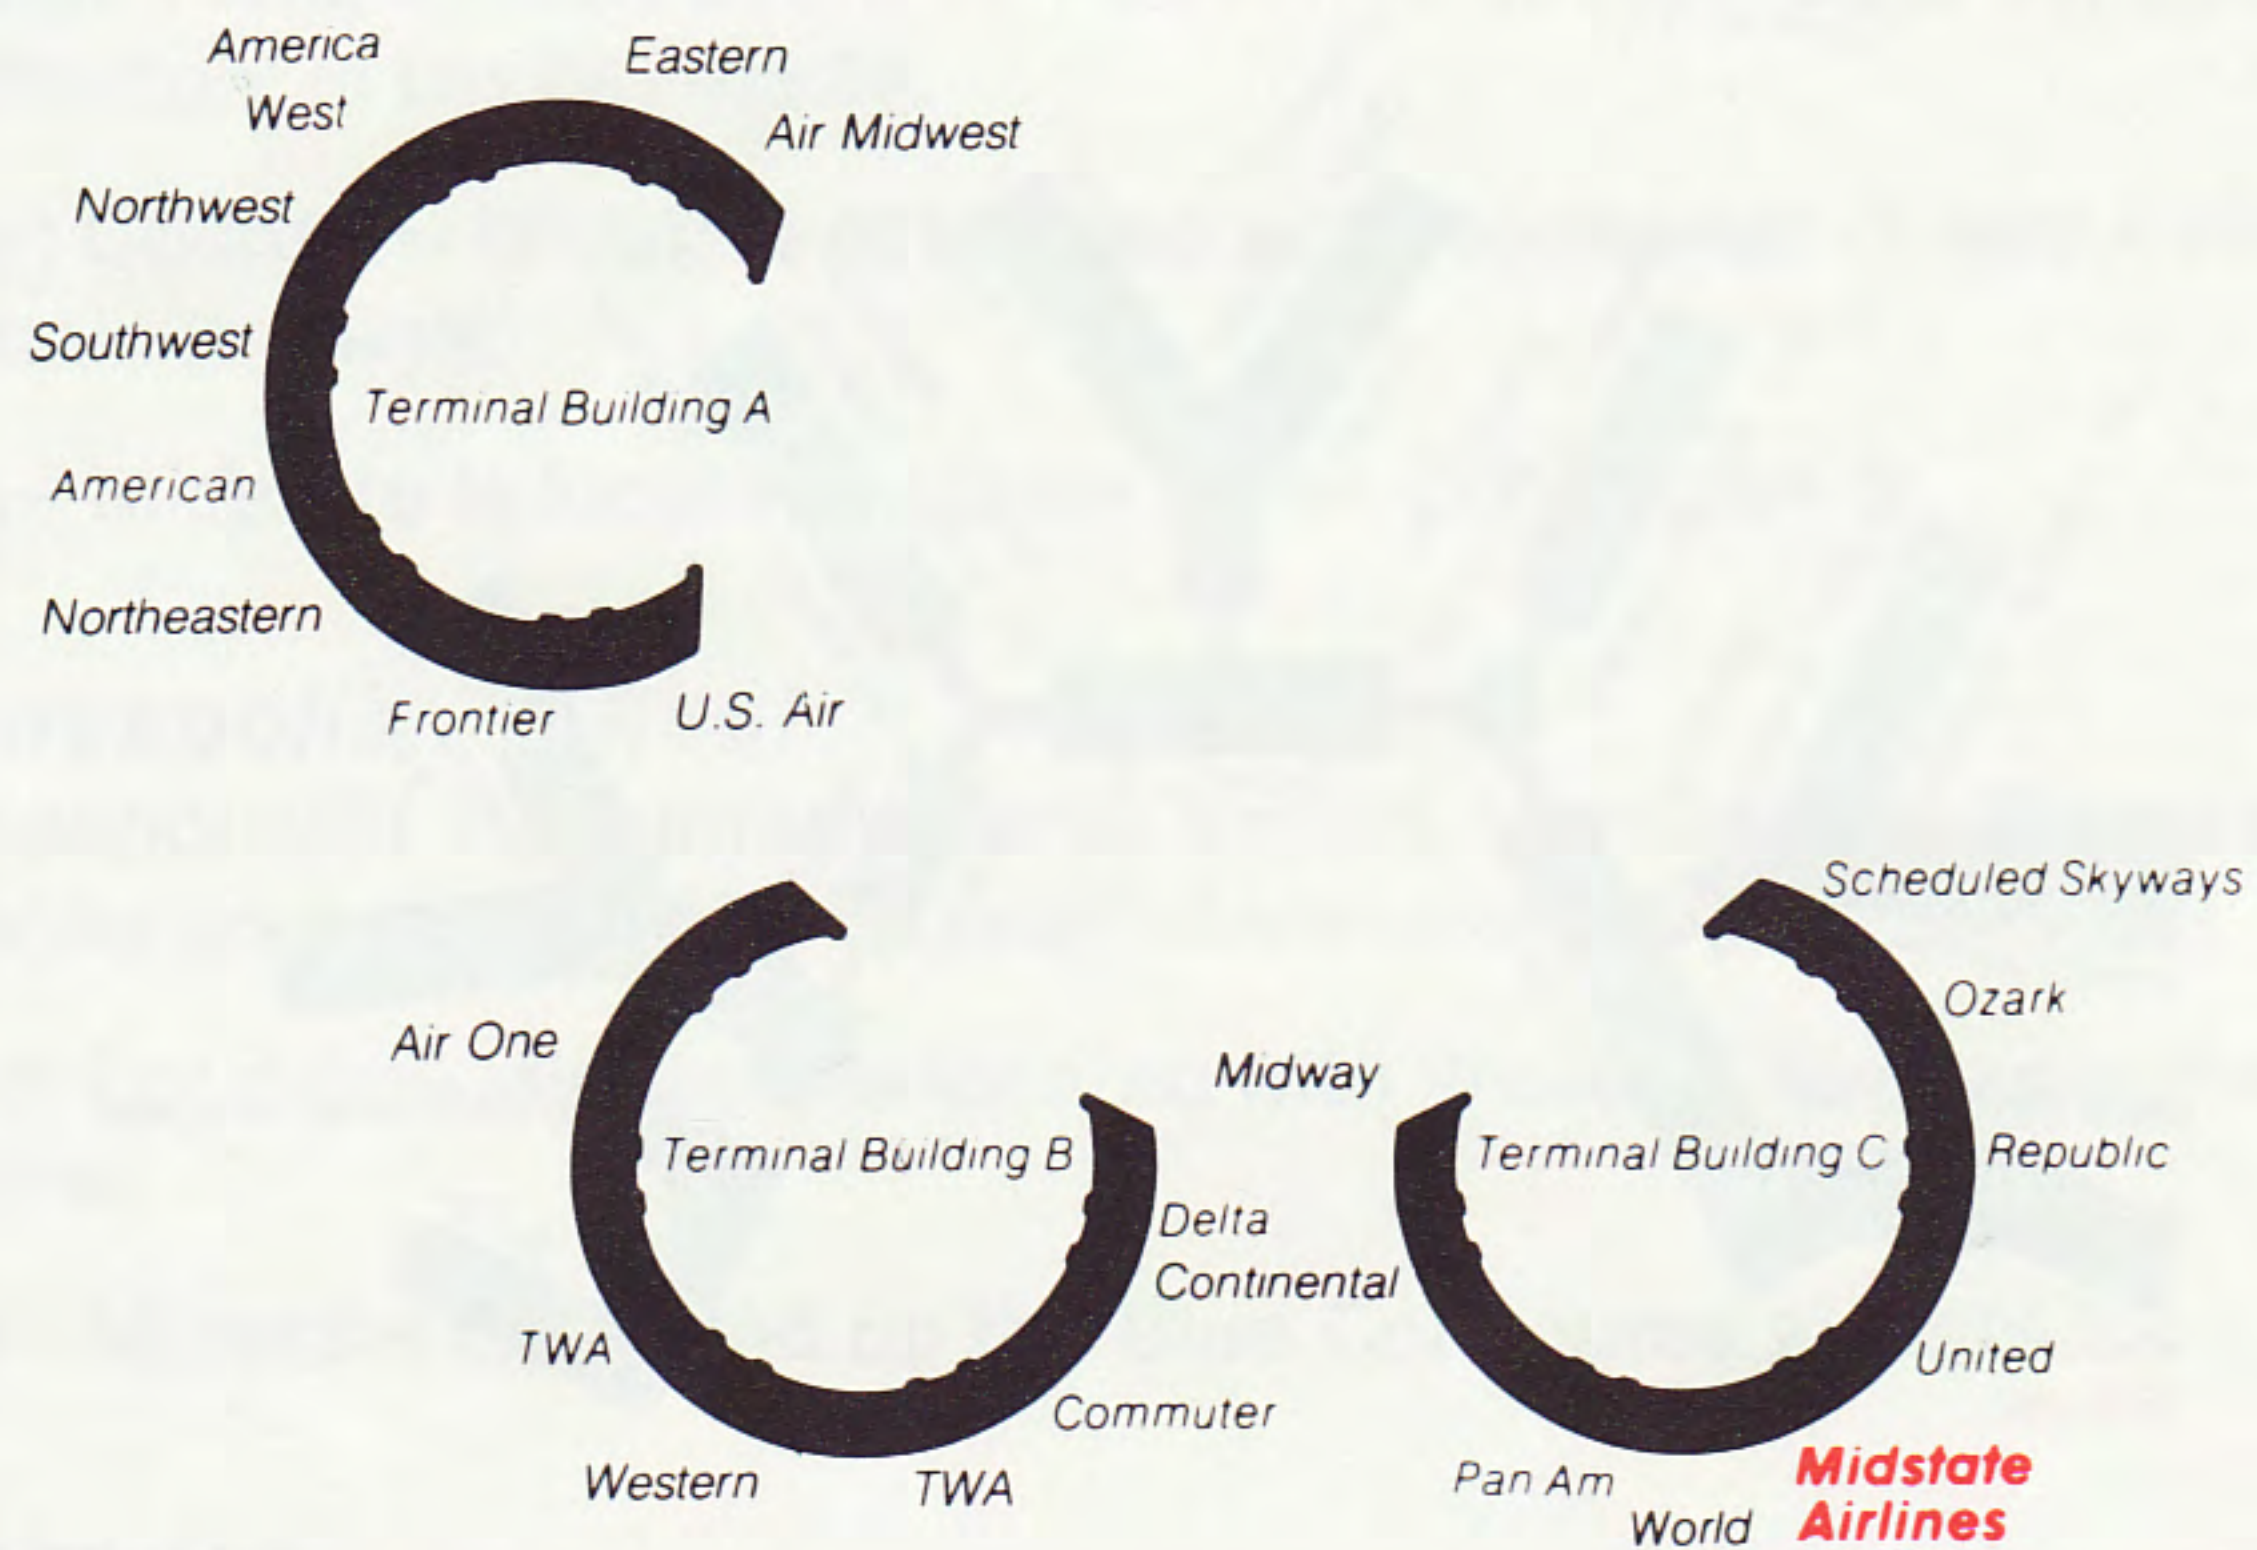 America
West
Eastern
Air Midwest
Northwest
Southwest
Terminal Building A
American
Northeastern
Frontier
U.S. Air
Air One
Terminal Building B
Delta
Continental
TWA
Commuter
Western
TWA
Scheduled Skyways
Ozark
Midway
Terminal Building C
Republic
United
Pan Am
World
Midstate
Airlines